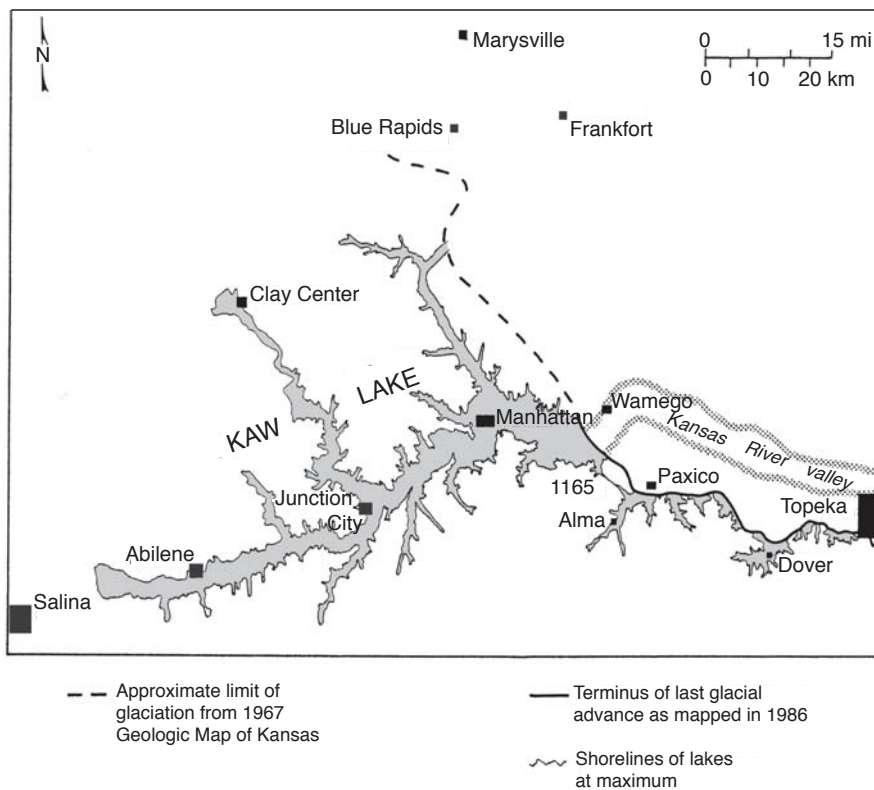 N
Marysville
0 15 mi
0 10 20 km
Blue Rapids
Frankfort
Clay Center
LAKE
KAW
Manhattan
Wamego
Kansas River valley
1165
Paxico
Topeka
Junction
City
Alma
Abilene
Dover
Salina
Approximate limit of
glaciation from 1967
Geologic Map of Kansas
Terminus of last glacial
advance as mapped in 1986
Shorelines of lakes
at maximum